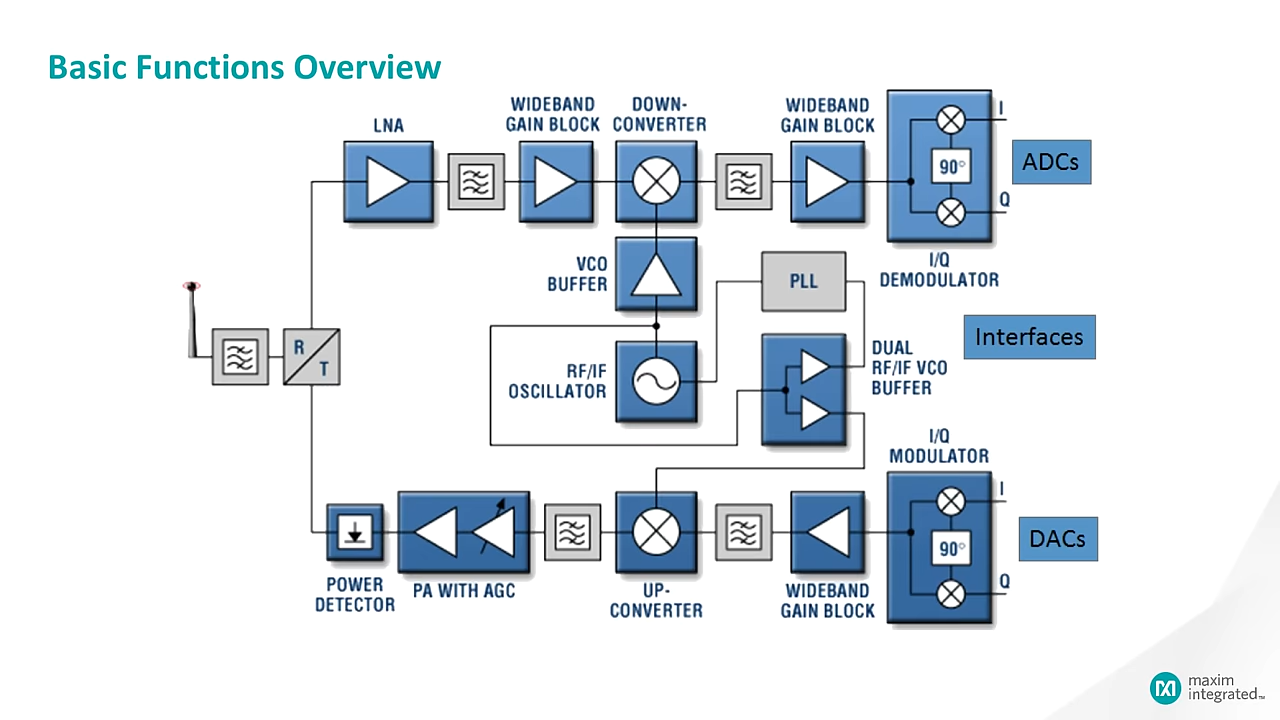 Basic Functions Overview
LNA
WIDEBAND
GAIN BLOCK
DOWN-
CONVERTER
WIDEBAND
GAIN BLOCK
I
90°
Q
ADCs
I/Q
DEMODULATOR
VCO
BUFFER
PLL
Interfaces
R
T
RF/IF
OSCILLATOR
DUAL
RF/IF VCO
BUFFER
I/Q
MODULATOR
I
90°
Q
DACs
POWER
DETECTOR
PA WITH AGC
UP-
CONVERTER
WIDEBAND
GAIN BLOCK
maxim
integrated™